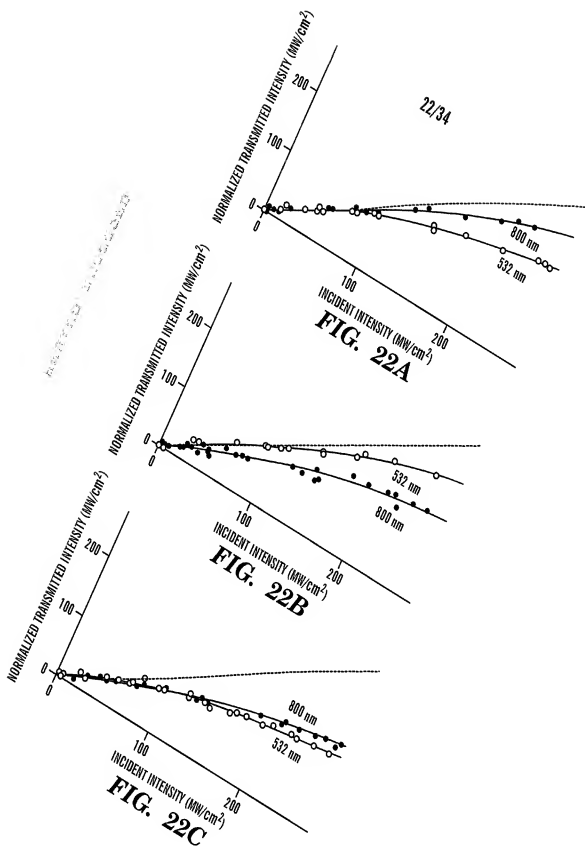 22/34
NORMALIZED TRANSMITTED INTENSITY (MW/cm²)
200
100
0
0
100
200
800 nm
532 nm
INCIDENT INTENSITY (MW/cm²)
FIG. 22A
NORMALIZED TRANSMITTED INTENSITY (MW/cm²)
200
100
0
0
100
200
532 nm
800 nm
INCIDENT INTENSITY (MW/cm²)
FIG. 22B
NORMALIZED TRANSMITTED INTENSITY (MW/cm²)
200
100
0
0
100
200
800 nm
532 nm
INCIDENT INTENSITY (MW/cm²)
FIG. 22C